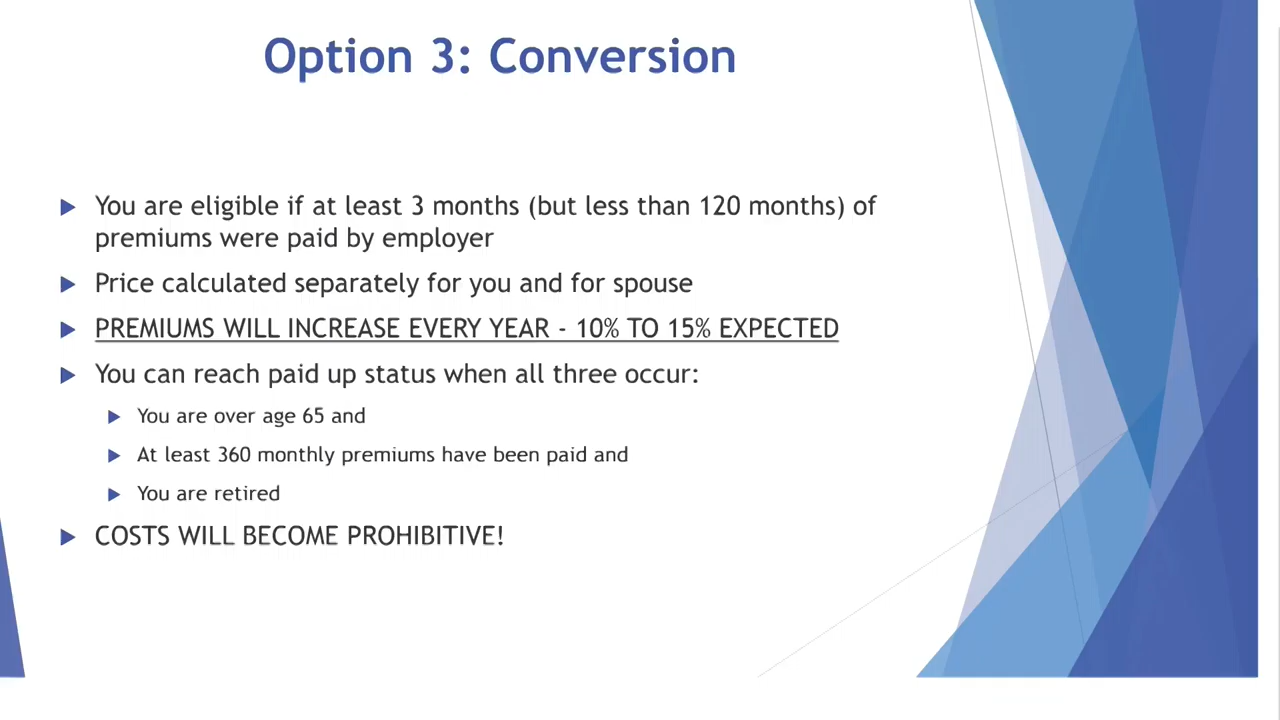 Option 3: Conversion
You are eligible if at least 3 months (but less than 120 months) of
premiums were paid by employer
Price calculated separately for you and for spouse
PREMIUMS WILL INCREASE EVERY YEAR - 10% TO 15% EXPECTED
You can reach paid up status when all three occur:
You are over age 65 and
At least 360 monthly premiums have been paid and
You are retired
COSTS WILL BECOME PROHIBITIVE!